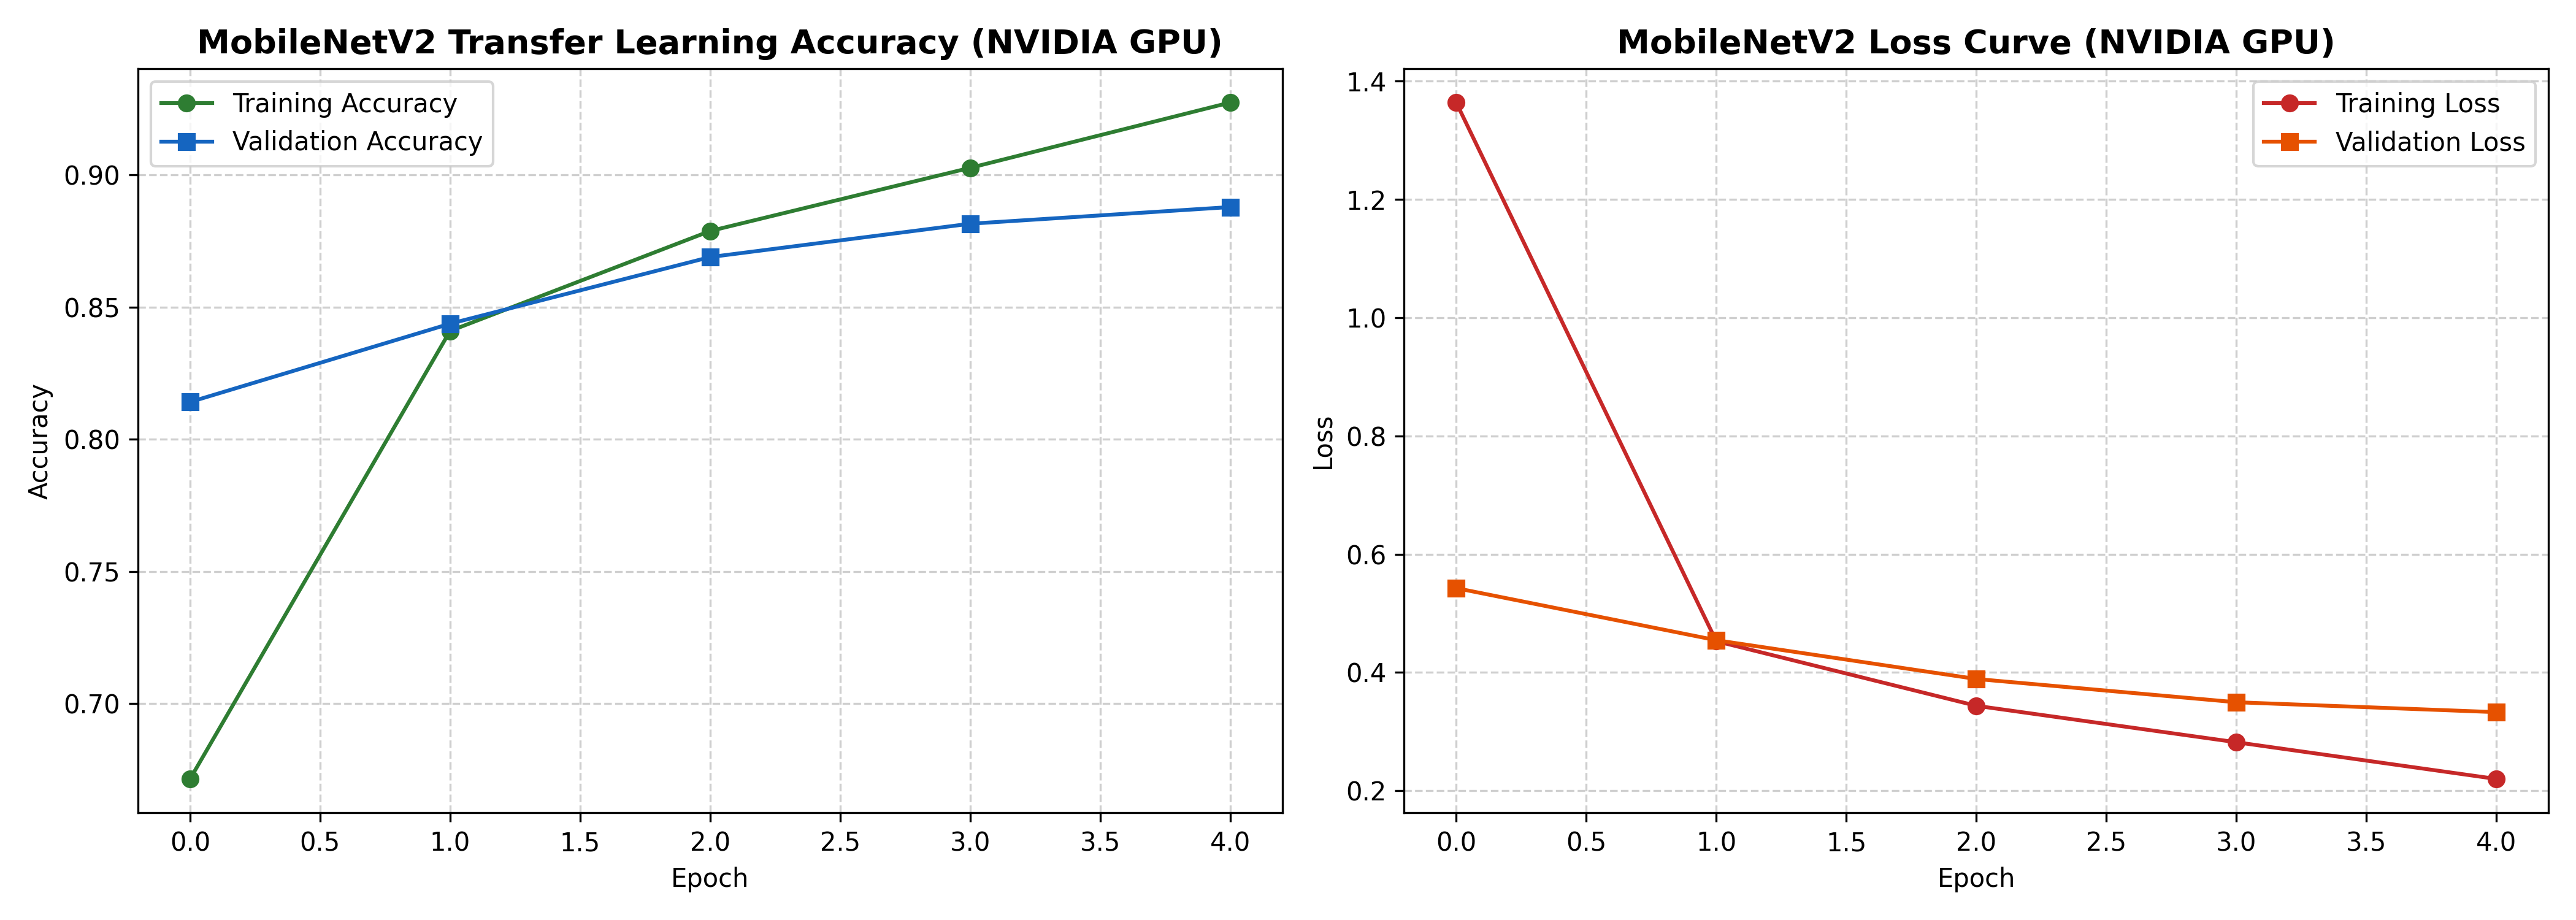 MobileNetV2 Transfer Learning Accuracy (NVIDIA GPU)
Training Accuracy
Validation Accuracy
Accuracy
0.90
0.85
0.80
0.75
0.70
0.0 0.5 1.0 1.5 2.0 2.5 3.0 3.5 4.0
Epoch
MobileNetV2 Loss Curve (NVIDIA GPU)
Training Loss
Validation Loss
Loss
1.4
1.2
1.0
0.8
0.6
0.4
0.2
0.0 0.5 1.0 1.5 2.0 2.5 3.0 3.5 4.0
Epoch